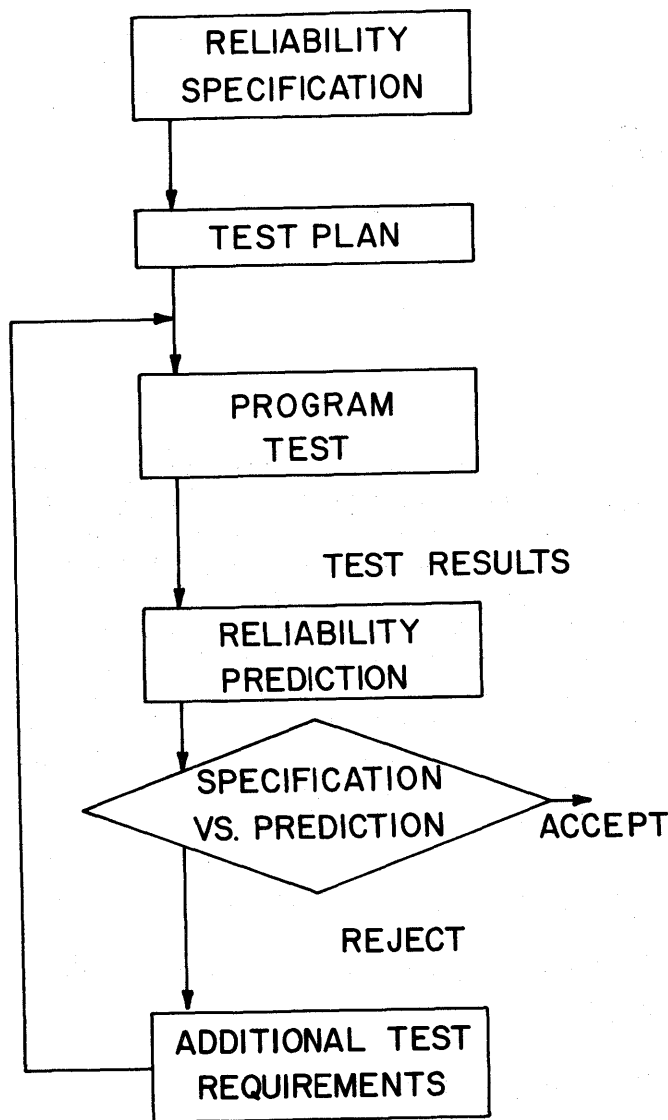 RELIABILITY
SPECIFICATION
TEST PLAN
PROGRAM
TEST
TEST RESULTS
RELIABILITY
PREDICTION
SPECIFICATION
VS. PREDICTION
ACCEPT
REJECT
ADDITIONAL TEST
REQUIREMENTS